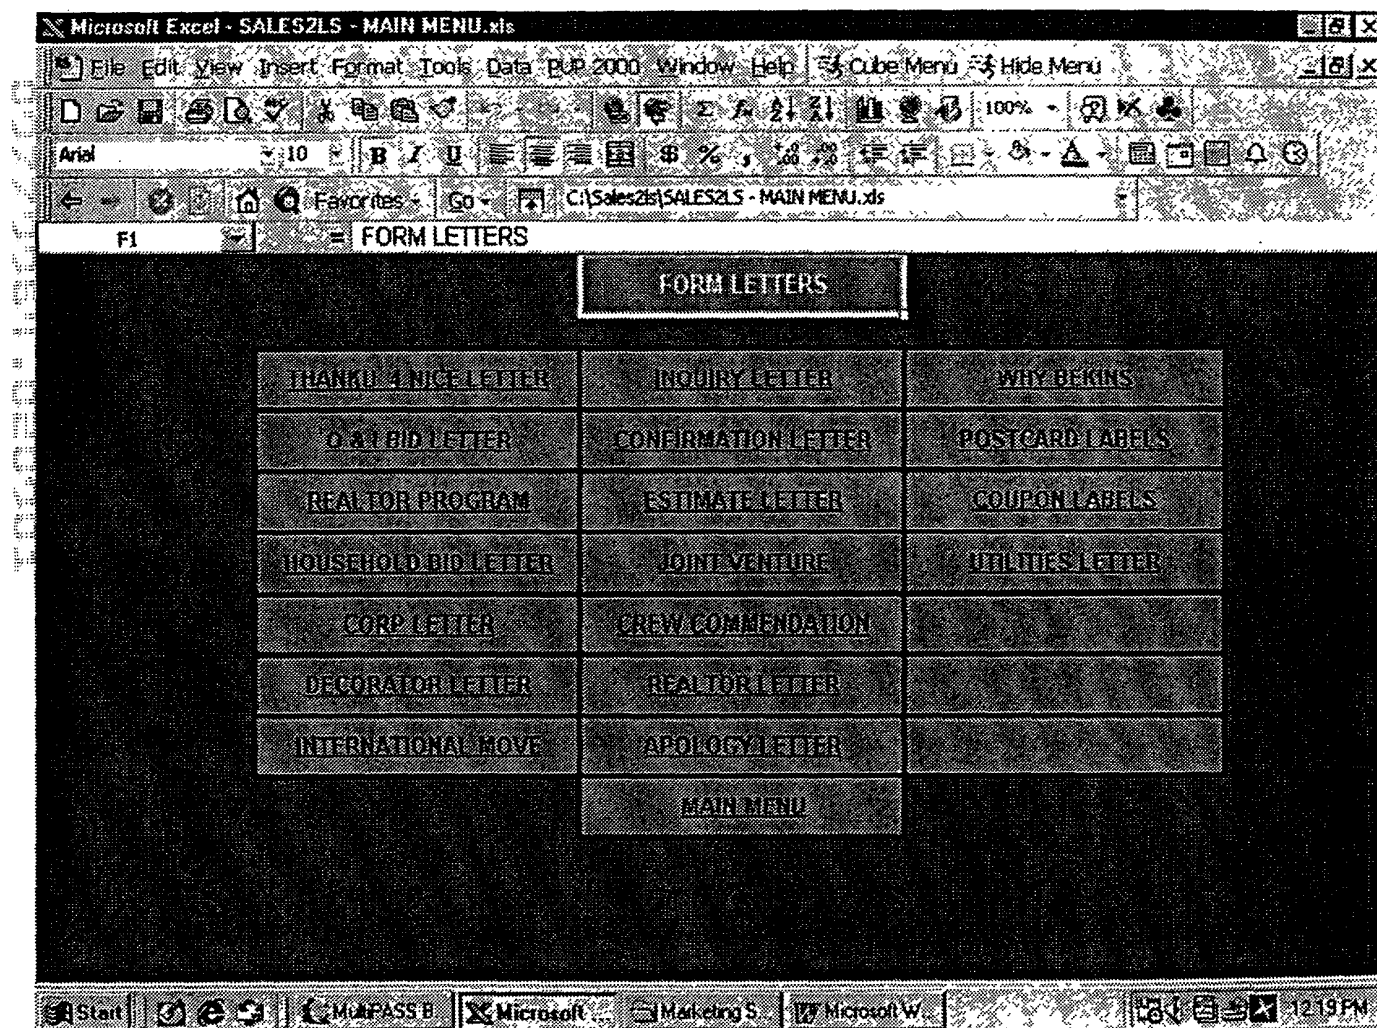 Microsoft Excel - SALES2LS - MAIN MENU.xls
File Edit View Insert Format Tools Data PUP 2000 Window Help Cube Menu Hide Menu
100%
Arial 10 B I U $ % ,
Favorites Go C:\Sales2ls\SALES2LS - MAIN MENU.xls
F1 = FORM LETTERS
FORM LETTERS
THANKU 4 NICE LETTER INQUIRY LETTER WHY BEKINS
O & I BID LETTER CONFIRMATION LETTER POSTCARD LABELS
REALTOR PROGRAM ESTIMATE LETTER COUPON LABELS
HOUSEHOLD BID LETTER JOINT VENTURE UTILITIES LETTER
CORP LETTER CREW COMMENDATION
DECORATOR LETTER REALTOR LETTER
INTERNATIONAL MOVE APOLOGY LETTER
MAIN MENU
Start MultiPASS B... Microsoft ... Marketing S... Microsoft W... 12:19 PM